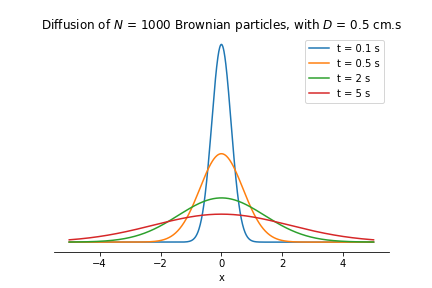 Diffusion of N = 1000 Brownian particles, with D = 0.5 cm.s
t = 0.1 s
t = 0.5 s
t = 2 s
t = 5 s
−4 −2 0 2 4
x